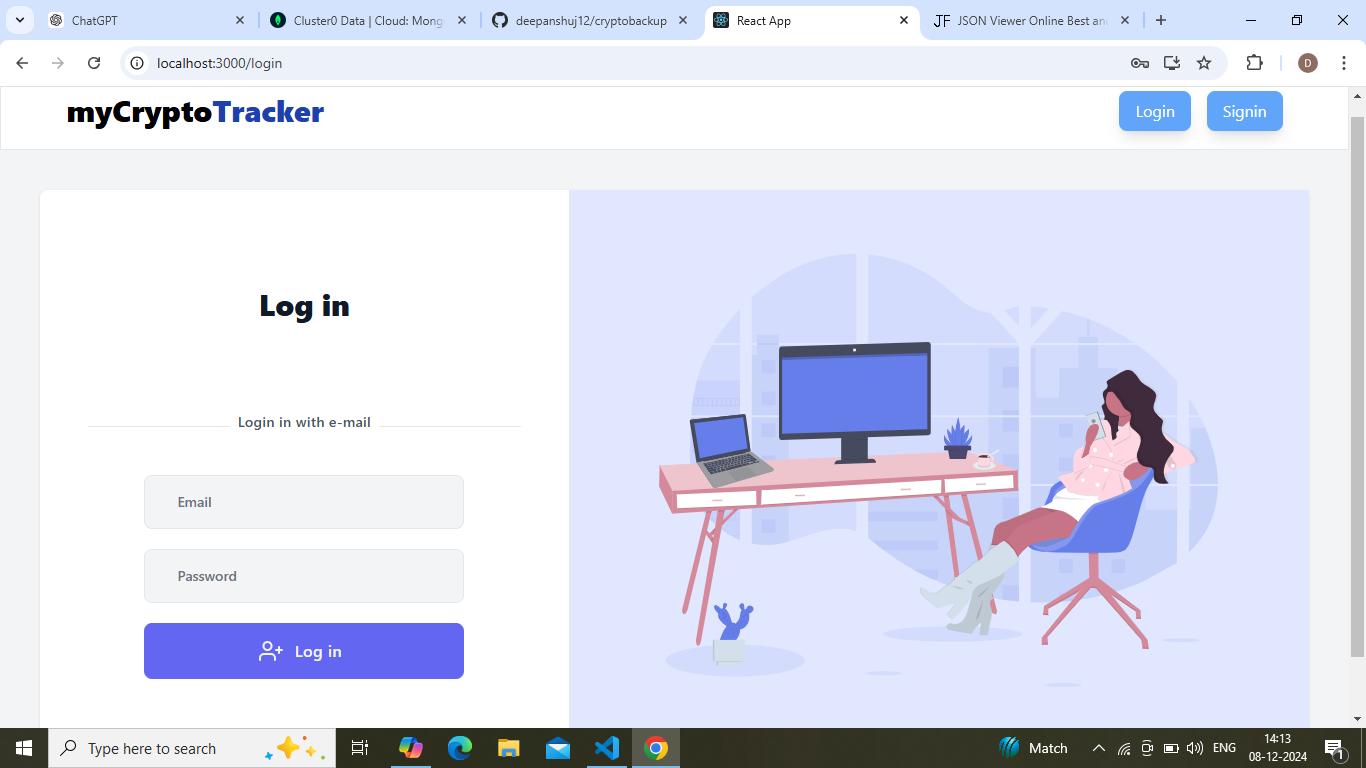 ChatGPT
Cluster0 Data | Cloud: Mong
deepanshuj12/cryptobackup
React App
JSON Viewer Online Best an
localhost:3000/login
D
myCryptoTracker
Login
Signin
Log in
Login in with e-mail
Email
Password
Log in
Type here to search
Match
ENG
14:13
08-12-2024
1